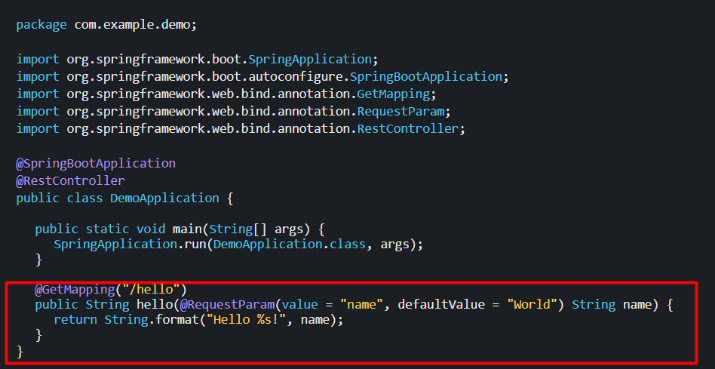 package com.example.demo;
import org.springframework.boot.SpringApplication;
import org.springframework.boot.autoconfigure.SpringBootApplication;
import org.springframework.web.bind.annotation.GetMapping;
import org.springframework.web.bind.annotation.RequestParam;
import org.springframework.web.bind.annotation.RestController;
@SpringBootApplication
@RestController
public class DemoApplication {
public static void main(String[] args) {
SpringApplication.run(DemoApplication.class, args);
}
@GetMapping("/hello")
public String hello(@RequestParam(value = "name", defaultValue = "World") String name) {
return String.format("Hello %s!", name);
}
}